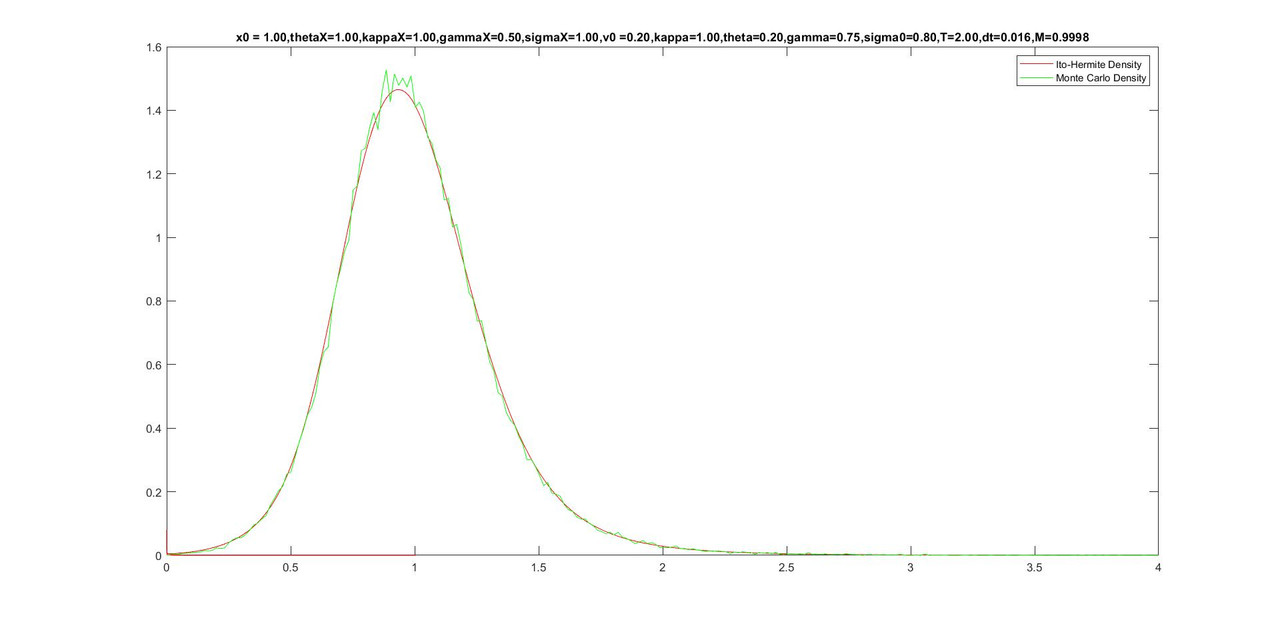 x0 = 1.00,thetaX=1.00,kappaX=1.00,gammaX=0.50,sigmaX=1.00,v0 =0.20,kappa=1.00,theta=0.20,gamma=0.75,sigma0=0.80,T=2.00,dt=0.016,M=0.9998
Ito-Hermite Density
Monte Carlo Density
1.6
1.4
1.2
1
0.8
0.6
0.4
0.2
0
0 0.5 1 1.5 2 2.5 3 3.5 4